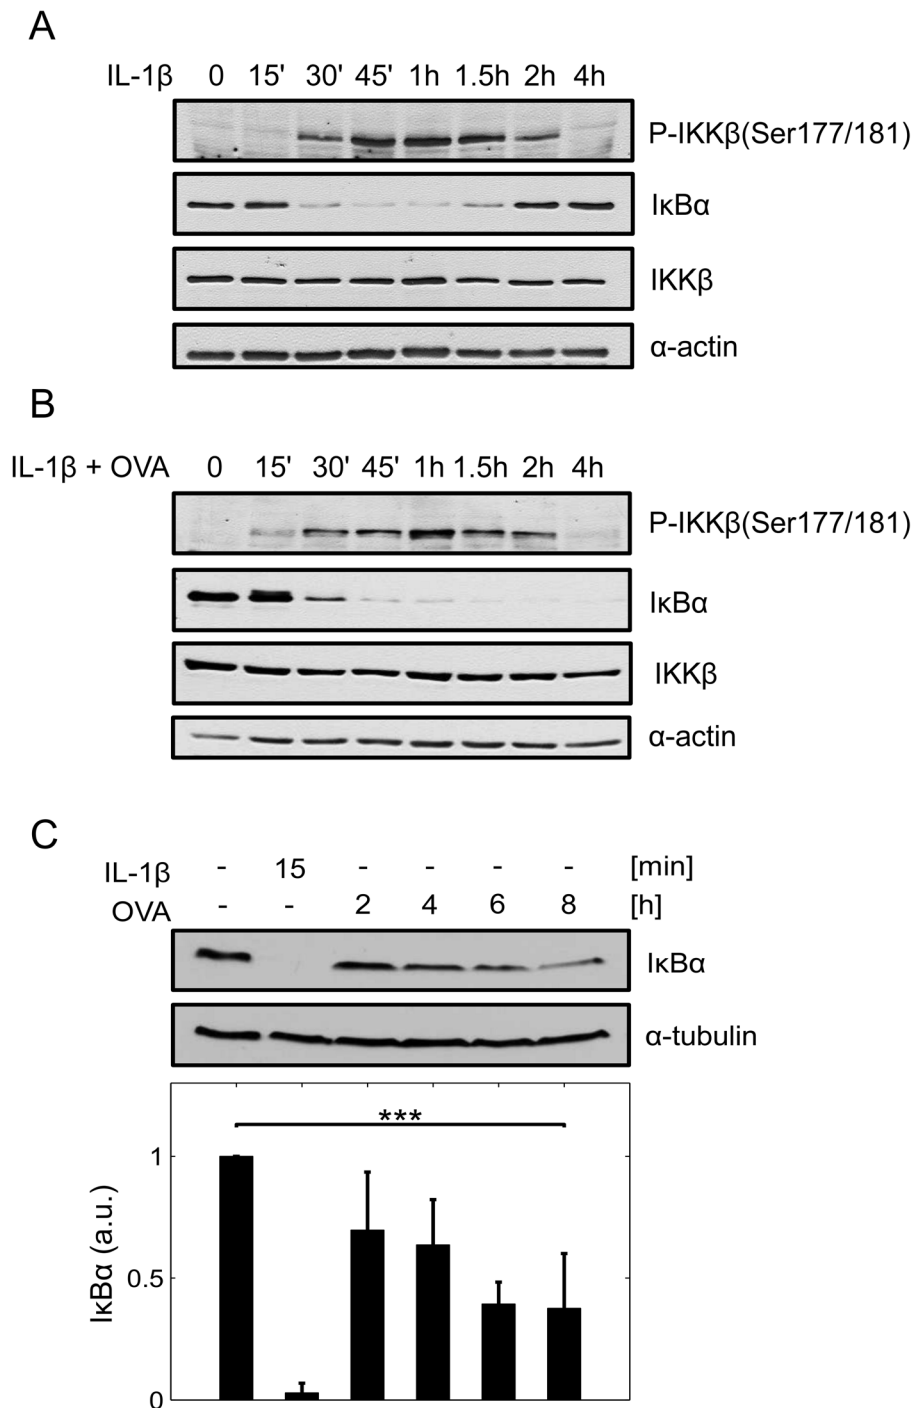 A
IL-1β 0 15' 30' 45' 1h 1.5h 2h 4h
P-IKKβ(Ser177/181)
IκBα
IKKβ
α-actin
B
IL-1β + OVA 0 15' 30' 45' 1h 1.5h 2h 4h
P-IKKβ(Ser177/181)
IκBα
IKKβ
α-actin
C
IL-1β - 15 - - - - [min]
OVA - - 2 4 6 8 [h]
IκBα
α-tubulin
***
1
0.5
0
IκBα (a.u.)